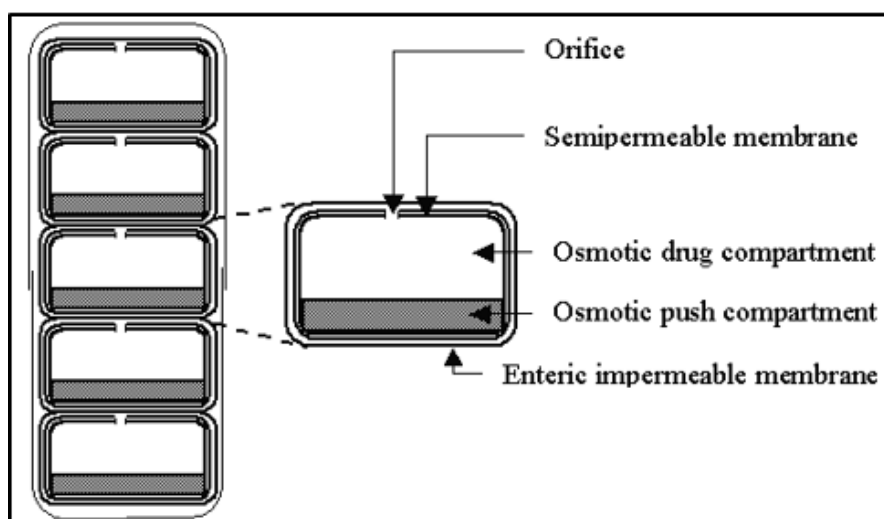 Orifice
Semipermeable membrane
Osmotic drug compartment
Osmotic push compartment
Enteric impermeable membrane